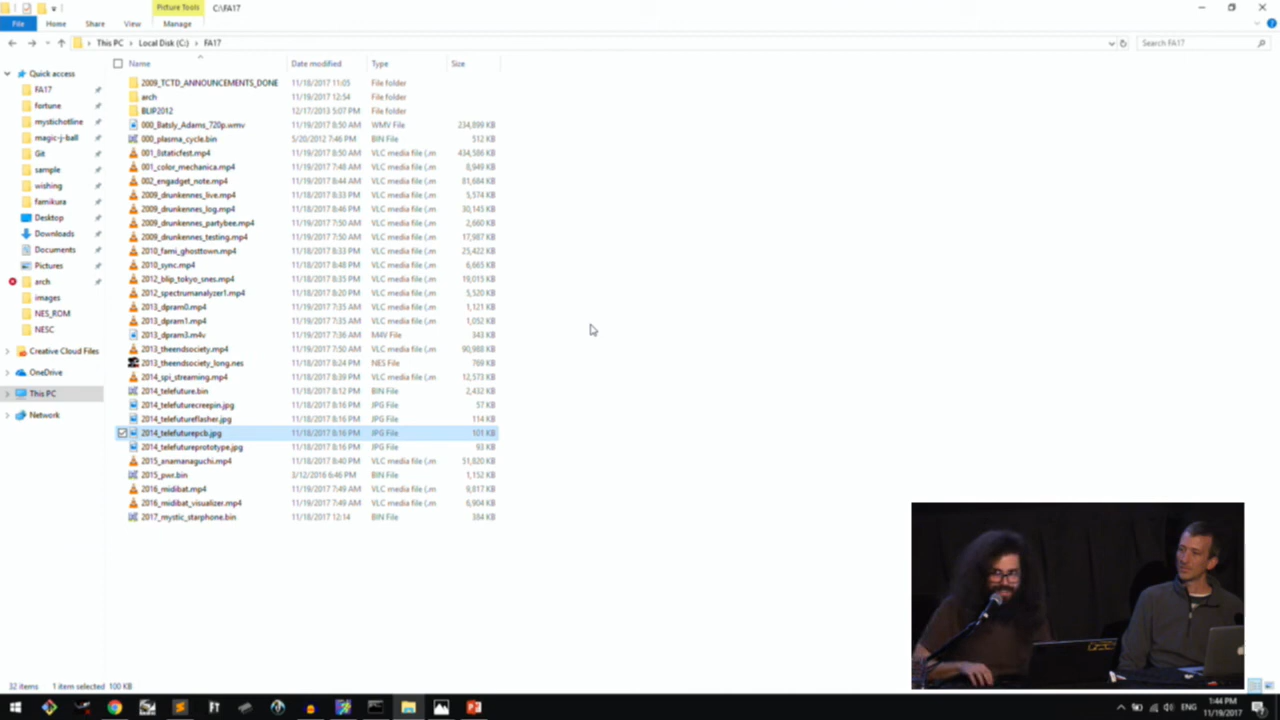 Picture Tools C:\FA17
File Home Share View Manage
This PC Local Disk (C:) FA17 Search FA17
Name Date modified Type Size
Quick access
FA17
fortune
mystichotline
magic-j-ball
Git
sample
wishing
famikura
Desktop
Downloads
Documents
Pictures
arch
images
NES_ROM
NESC
Creative Cloud Files
OneDrive
This PC
Network
2009_TCTD_ANNOUNCEMENTS_DONE 11/18/2017 11:05 File folder
arch 11/19/2017 12:54 File folder
BLIP2012 12/17/2013 5:07 PM File folder
000_Batsly_Adams_720p.wmv 11/19/2017 8:50 AM WMV File 234,899 KB
000_plasma_cycle.bin 5/20/2012 7:46 PM BIN File 512 KB
001_8staticfest.mp4 11/19/2017 8:50 AM VLC media file (.m 434,586 KB
001_color_mechanica.mp4 11/19/2017 7:48 AM VLC media file (.m 8,949 KB
002_engadget_note.mp4 11/19/2017 8:44 AM VLC media file (.m 81,684 KB
2009_drunkennes_live.mp4 11/18/2017 8:33 PM VLC media file (.m 5,574 KB
2009_drunkennes_log.mp4 11/18/2017 8:46 PM VLC media file (.m 30,145 KB
2009_drunkennes_partybee.mp4 11/19/2017 7:50 AM VLC media file (.m 2,660 KB
2009_drunkennes_testing.mp4 11/19/2017 7:50 AM VLC media file (.m 17,987 KB
2010_fami_ghosttown.mp4 11/18/2017 8:33 PM VLC media file (.m 25,422 KB
2010_sync.mp4 11/18/2017 8:48 PM VLC media file (.m 6,665 KB
2012_blip_tokyo_snes.mp4 11/18/2017 8:35 PM VLC media file (.m 19,015 KB
2012_spectrumanalyzer1.mp4 11/18/2017 8:20 PM VLC media file (.m 5,520 KB
2013_dpram0.mp4 11/19/2017 7:35 AM VLC media file (.m 1,121 KB
2013_dpram1.mp4 11/19/2017 7:35 AM VLC media file (.m 1,052 KB
2013_dpram3.m4v 11/19/2017 7:36 AM M4V File 343 KB
2013_theendsociety.mp4 11/19/2017 7:50 AM VLC media file (.m 90,988 KB
2013_theendsociety_long.nes 11/18/2017 8:24 PM NES File 769 KB
2014_spi_streaming.mp4 11/18/2017 8:39 PM VLC media file (.m 12,573 KB
2014_telefuture.bin 11/18/2017 8:12 PM BIN File 2,432 KB
2014_telefuturecreepin.jpg 11/18/2017 8:16 PM JPG File 57 KB
2014_telefutureflasher.jpg 11/18/2017 8:16 PM JPG File 114 KB
2014_telefuturepcb.jpg 11/18/2017 8:16 PM JPG File 101 KB
2014_telefutureprototype.jpg 11/18/2017 8:16 PM JPG File 93 KB
2015_anamanaguchi.mp4 11/18/2017 8:40 PM VLC media file (.m 51,820 KB
2015_pwr.bin 3/12/2016 6:46 PM BIN File 1,152 KB
2016_midibat.mp4 11/19/2017 7:49 AM VLC media file (.m 9,817 KB
2016_midibat_visualizer.mp4 11/19/2017 7:49 AM VLC media file (.m 6,904 KB
2017_mystic_starphone.bin 11/18/2017 12:14 BIN File 384 KB
32 items 1 item selected 100 KB
ENG 1:44 PM
11/19/2017